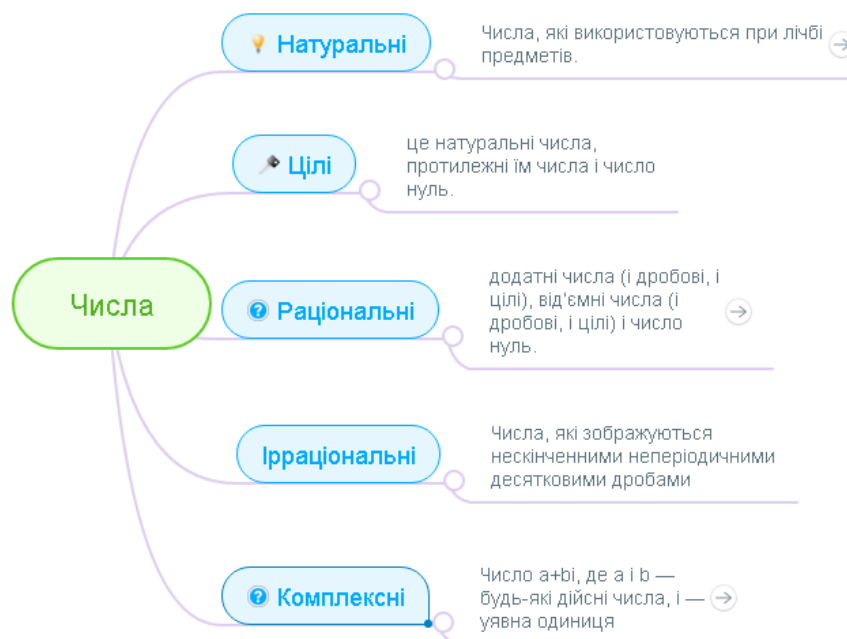 Натуральні
Числа, які використовуються при лічбі
предметів.
Цілі
це натуральні числа,
протилежні їм числа і число
нуль.
Числа
Раціональні
додатні числа (і дробові, і
цілі), від'ємні числа (і
дробові, і цілі) і число
нуль.
Ірраціональні
Числа, які зображуються
нескінченними неперіодичними
десятковими дробами
Комплексні
Число a+bi, де a і b —
будь-які дійсні числа, і —
уявна одиниця